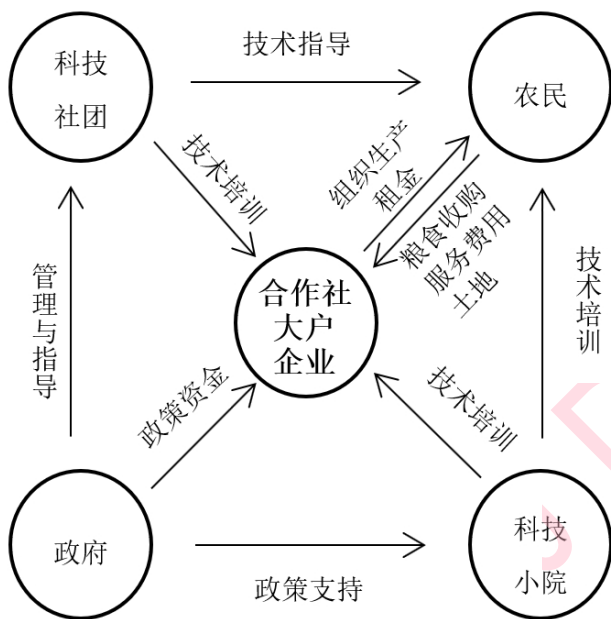 技术指导
科技
社团
农民
技术培训
组织生产
租金
粮食收购
服务费用
土地
合作社
大户
企业
管理与指导
技术培训
政策资金
技术培训
政府
科技
小院
政策支持